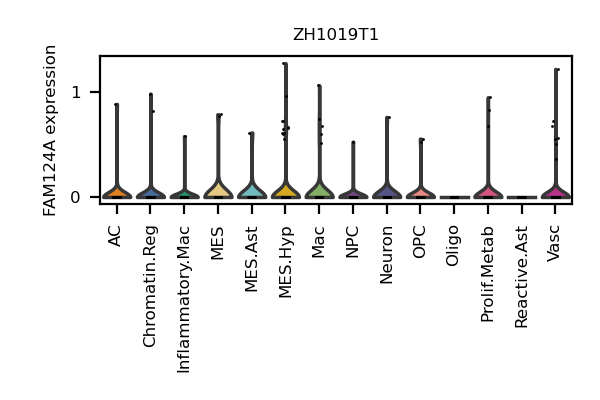 ZH1019T1
FAM124A expression
1
0
AC
Chromatin.Reg
Inflammatory.Mac
MES
MES.Ast
MES.Hyp
Mac
NPC
Neuron
OPC
Oligo
Prolif.Metab
Reactive.Ast
Vasc